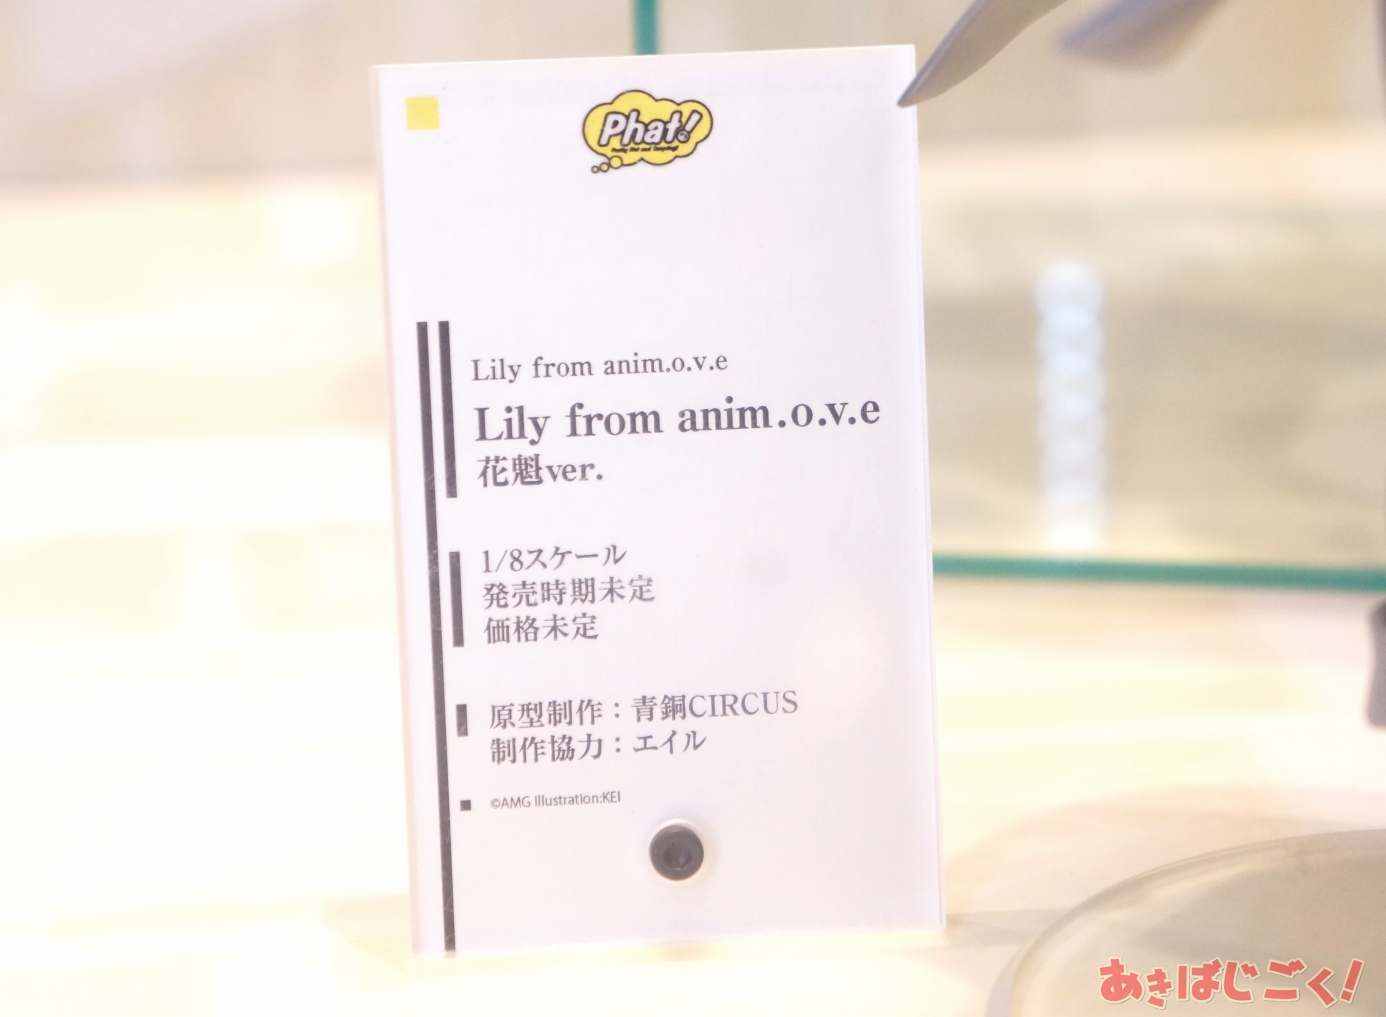 Phat!
Lily from anim.o.v.e
Lily from anim.o.v.e
花魁ver.
1/8スケール
発売時期未定
価格未定
原型制作：青銅CIRCUS
制作協力：エイル
©AMG Illustration:KEI
あきばじごく！